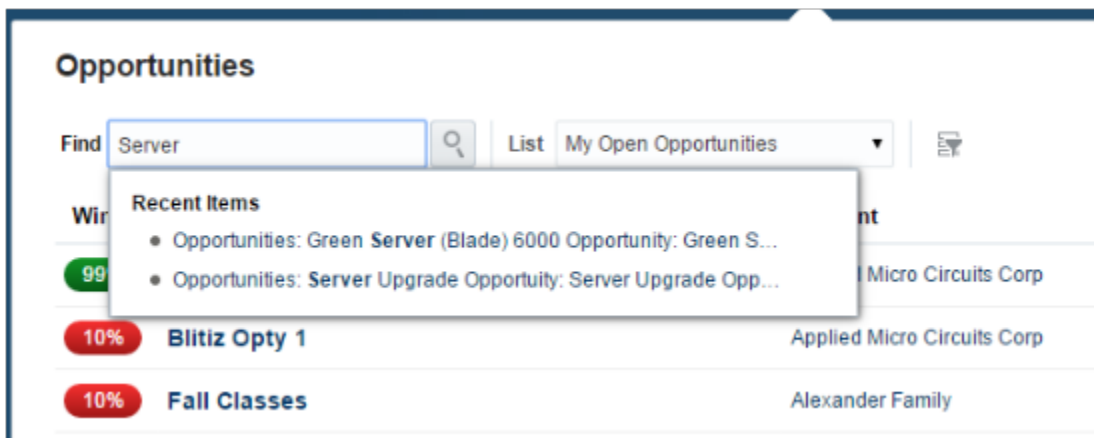 Opportunities
Find Server List My Open Opportunities
Recent Items
Opportunities: Green Server (Blade) 6000 Opportunity: Green S...
Opportunities: Server Upgrade Opportuity: Server Upgrade Opp...
Micro Circuits Corp
10% Blitiz Opty 1 Applied Micro Circuits Corp
10% Fall Classes Alexander Family